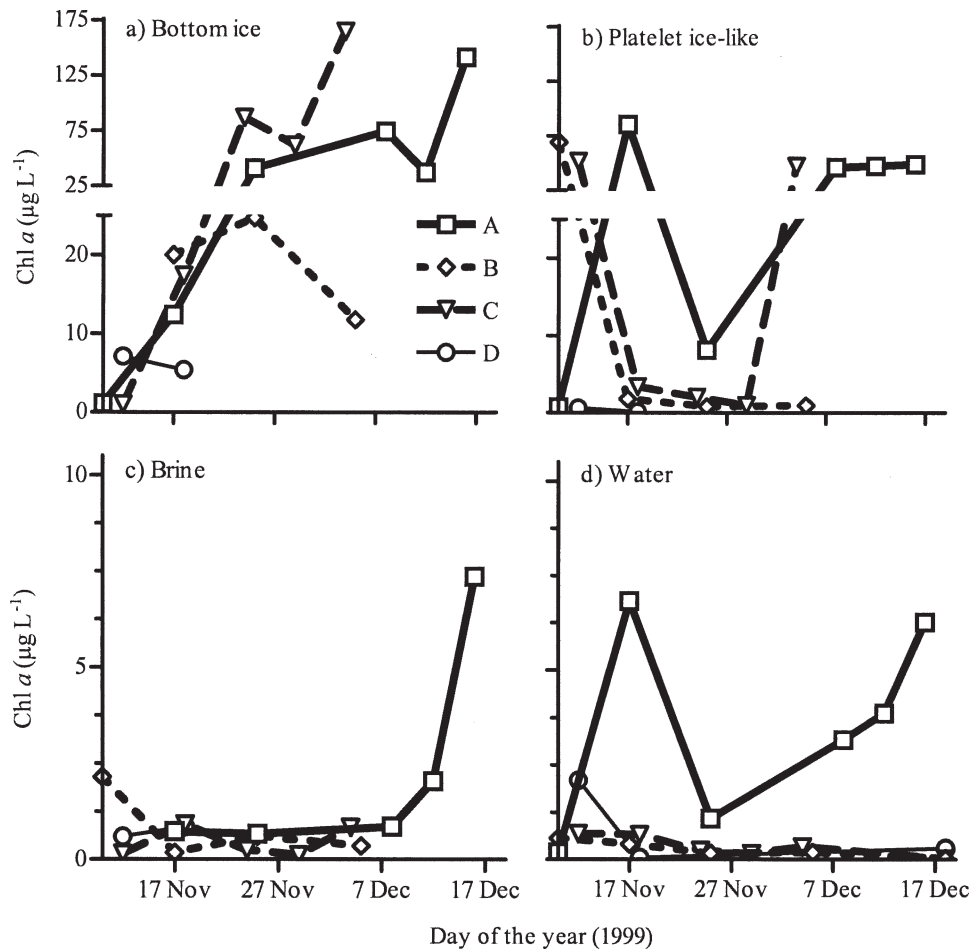 a) Bottom ice
b) Platelet ice-like
175
125
75
25
20
10
0
Chl a (µg L⁻¹)
A
B
C
D
c) Brine
d) Water
10
5
0
Chl a (µg L⁻¹)
17 Nov 27 Nov 7 Dec 17 Dec
17 Nov 27 Nov 7 Dec 17 Dec
Day of the year (1999)